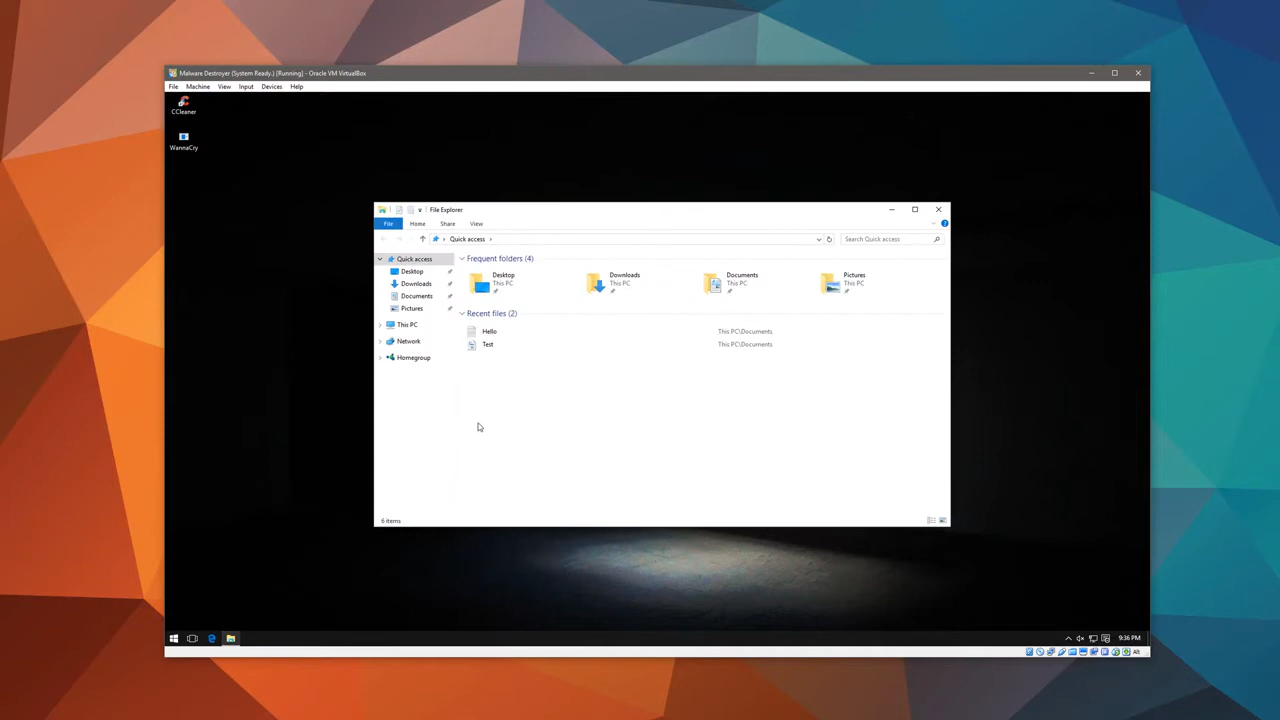 Malware Destroyer (System Ready.) [Running] - Oracle VM VirtualBox
File Machine View Input Devices Help
CCleaner
WannaCry
File Explorer
File Home Share View
Quick access
Search Quick access
Quick access
Desktop
Downloads
Documents
Pictures
This PC
Network
Homegroup
Frequent folders (4)
Desktop
This PC
Downloads
This PC
Documents
This PC
Pictures
This PC
Recent files (2)
Hello This PC\Documents
Test This PC\Documents
6 items
9:36 PM
Alt